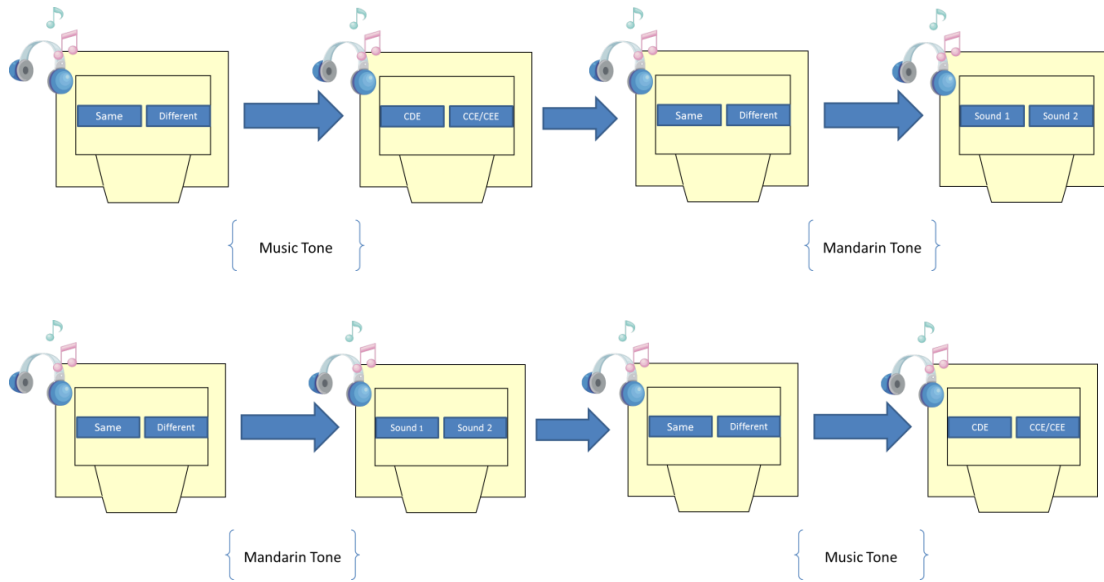 Same Different CDE CCE/CEE Same Different Sound 1 Sound 2
Music Tone Mandarin Tone
Same Different Sound 1 Sound 2 Same Different CDE CCE/CEE
Mandarin Tone Music Tone